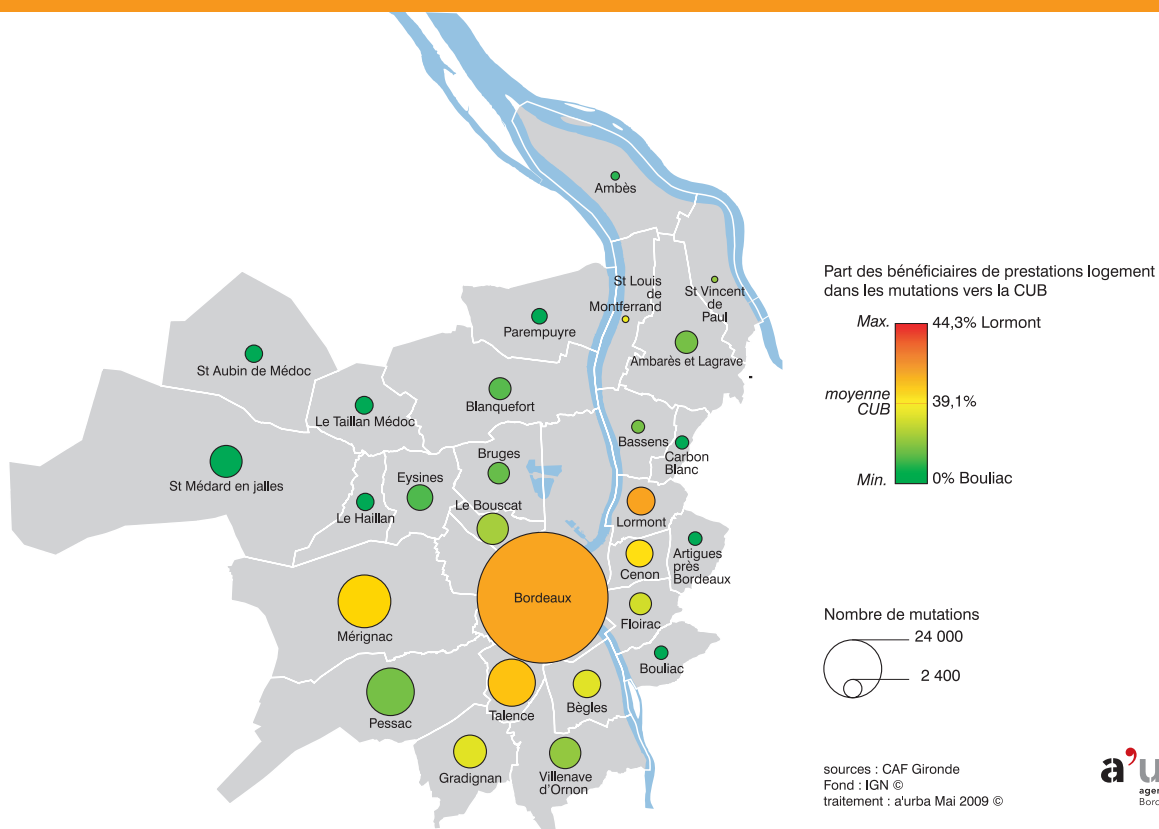 Ambès
St Louis
de
Montferrand
St Vincent
de
Paul
Parempuyre
Ambarès et Lagrave
St Aubin de Médoc
Blanquefort
Le Taillan Médoc
Bassens
Carbon
Blanc
Bruges
St Médard en jalles
Eysines
Le Haillan
Le Bouscat
Lormont
Artigues
près
Bordeaux
Cenon
Bordeaux
Floirac
Mérignac
Bouliac
Pessac
Talence
Bègles
Gradignan
Villenave
d'Ornon
Part des bénéficiaires de prestations logement
dans les mutations vers la CUB
Max. 44,3% Lormont
moyenne
CUB 39,1%
Min. 0% Bouliac
Nombre de mutations
24 000
2 400
sources : CAF Gironde
Fond : IGN ©
traitement : a'urba Mai 2009 ©